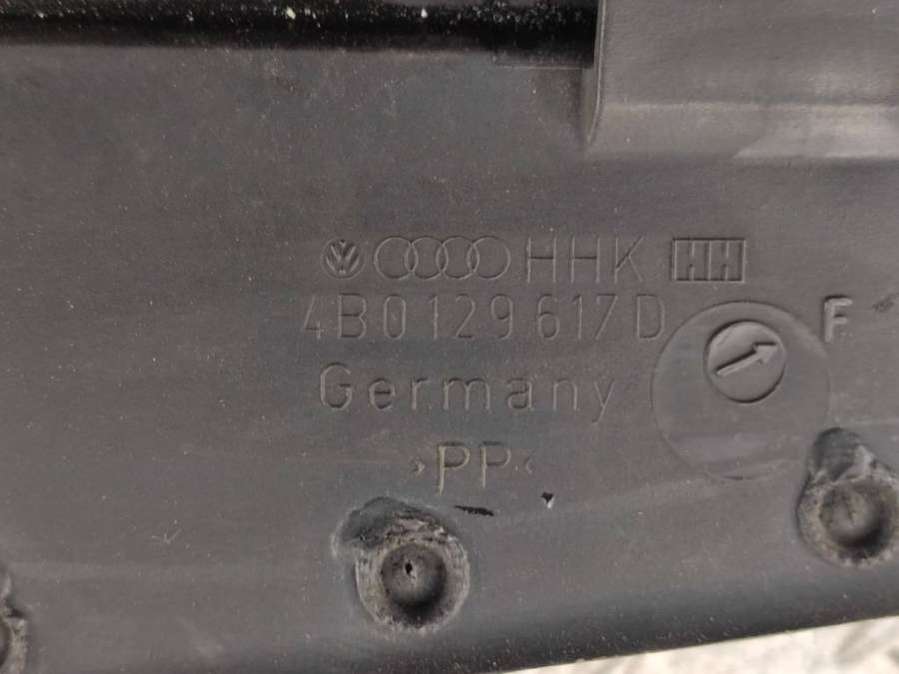 HHK HH
4B0 129 617 D F
Germany
>PP<